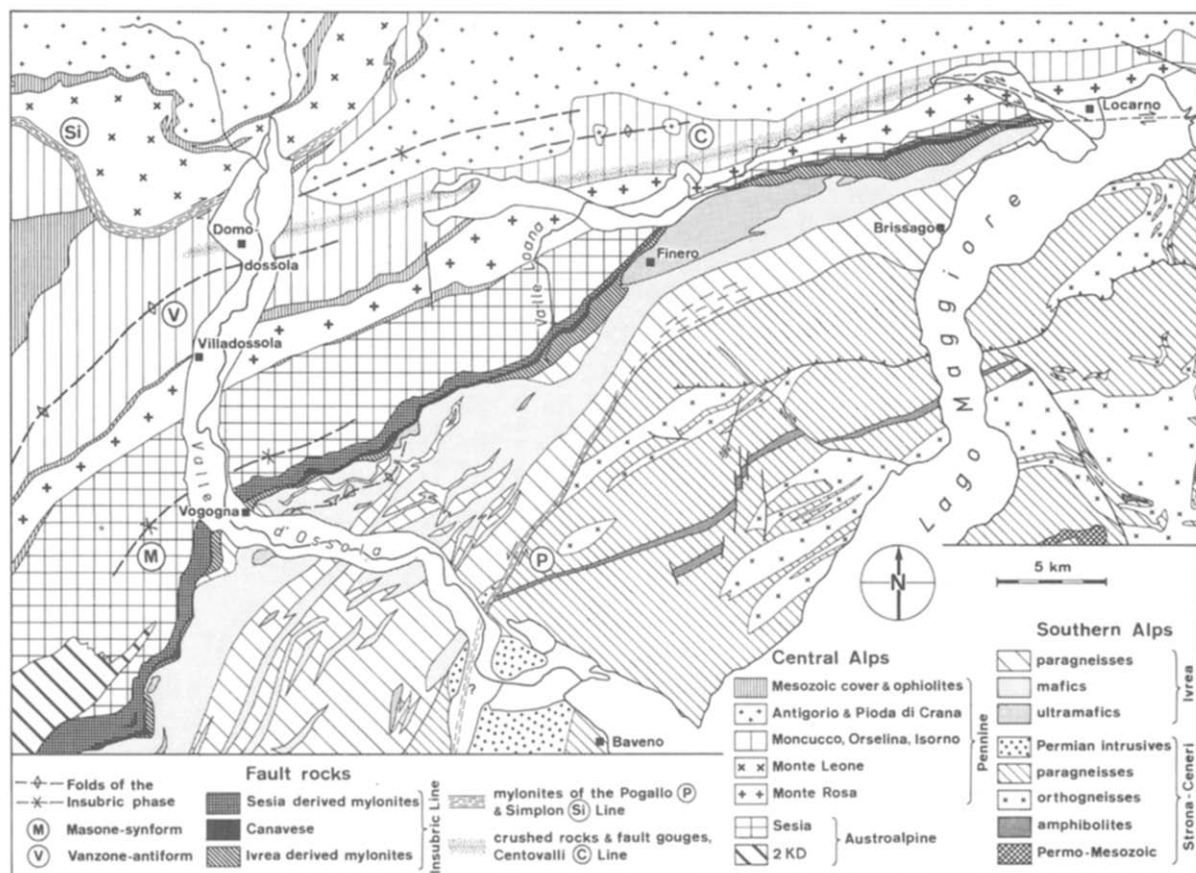 Si
C
Locarno
Domo-
dossola
Valle Loana
Finero
Brissago
V
Villadossola
Lago Maggiore
Valle
d'Ossola
Vogogna
M
P
N
5 km
?
Baveno
Folds of the
Insubric phase
M Masone-synform
V Vanzone-antiform
Fault rocks
Sesia derived mylonites
Canavese
Ivrea derived mylonites
Insubric Line
mylonites of the Pogallo P
& Simplon Si Line
crushed rocks & fault gouges,
Centovalli C Line
Central Alps
Mesozoic cover & ophiolites
Antigorio & Pioda di Crana
Moncucco, Orselina, Isorno
Monte Leone
Monte Rosa
Pennine
Sesia
2 KD
Austroalpine
Southern Alps
paragneisses
mafics
ultramafics
Ivrea
Permian intrusives
paragneisses
orthogneisses
amphibolites
Permo-Mesozoic
Strona-Ceneri